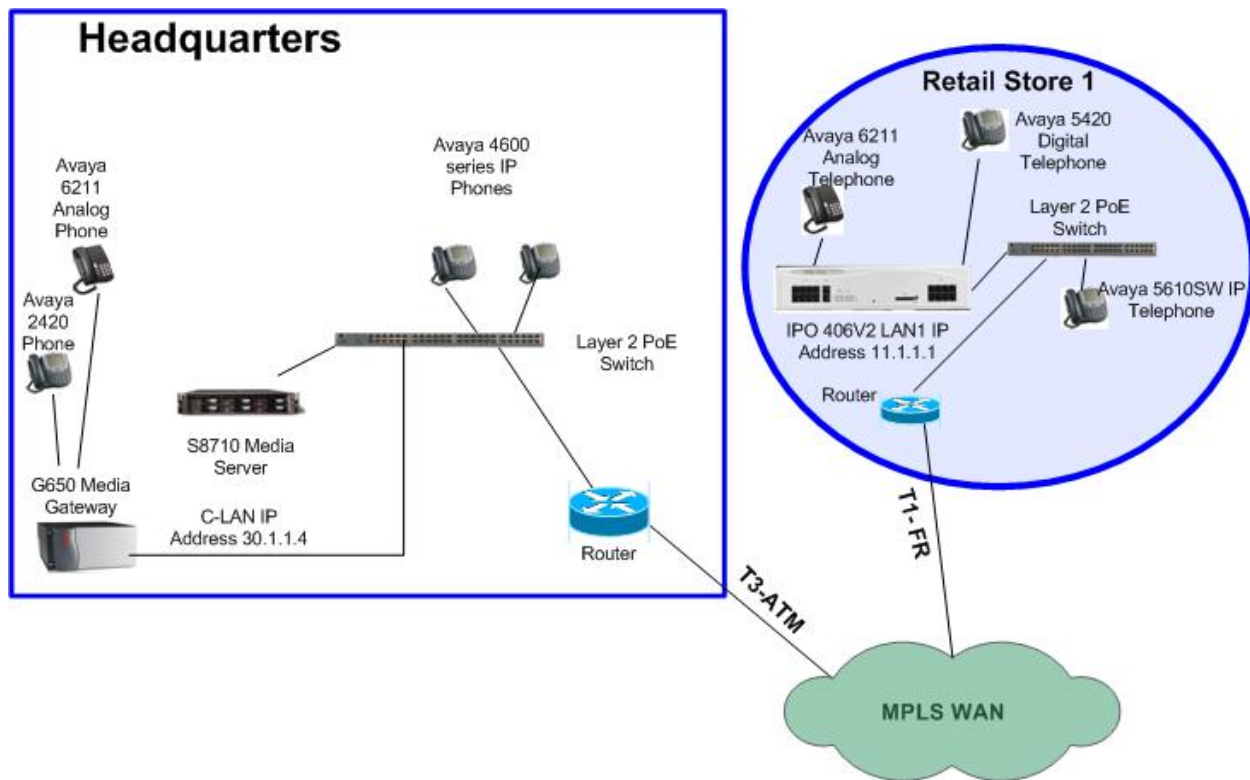 Headquarters
Avaya
6211
Analog
Phone
Avaya
2420
Phone
Avaya 4600
series IP
Phones
Layer 2 PoE
Switch
S8710 Media
Server
G650 Media
Gateway
C-LAN IP
Address 30.1.1.4
Router
Retail Store 1
Avaya 6211
Analog
Telephone
Avaya 5420
Digital
Telephone
Layer 2 PoE
Switch
Avaya 5610SW IP
Telephone
IPO 406V2 LAN1 IP
Address 11.1.1.1
Router
T1- FR
T3-ATM
MPLS WAN